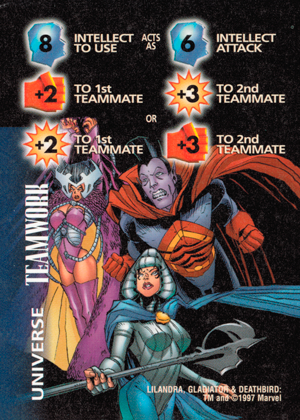 8 INTELLECT TO USE ACTS AS 6 INTELLECT ATTACK
+2 TO 1st TEAMMATE +3 TO 2nd TEAMMATE
OR
+2 TO 1st TEAMMATE +3 TO 2nd TEAMMATE
UNIVERSE
TEAMWORK
LILANDRA, GLADIATOR & DEATHBIRD:
TM and ©1997 Marvel